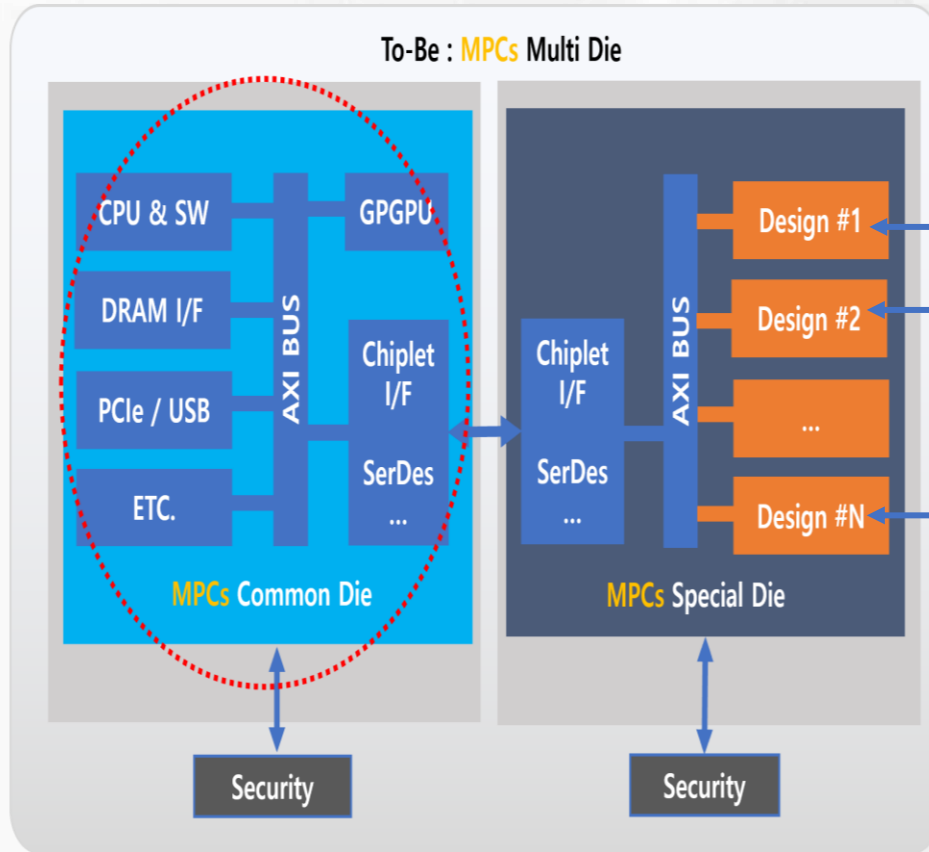 To-Be : MPCs Multi Die
CPU & SW
DRAM I/F
PCIe / USB
ETC.
AXI BUS
GPGPU
Chiplet
I/F
SerDes
...
MPCs Common Die
Security
Chiplet
I/F
SerDes
...
AXI BUS
Design #1
Design #2
...
Design #N
MPCs Special Die
Security